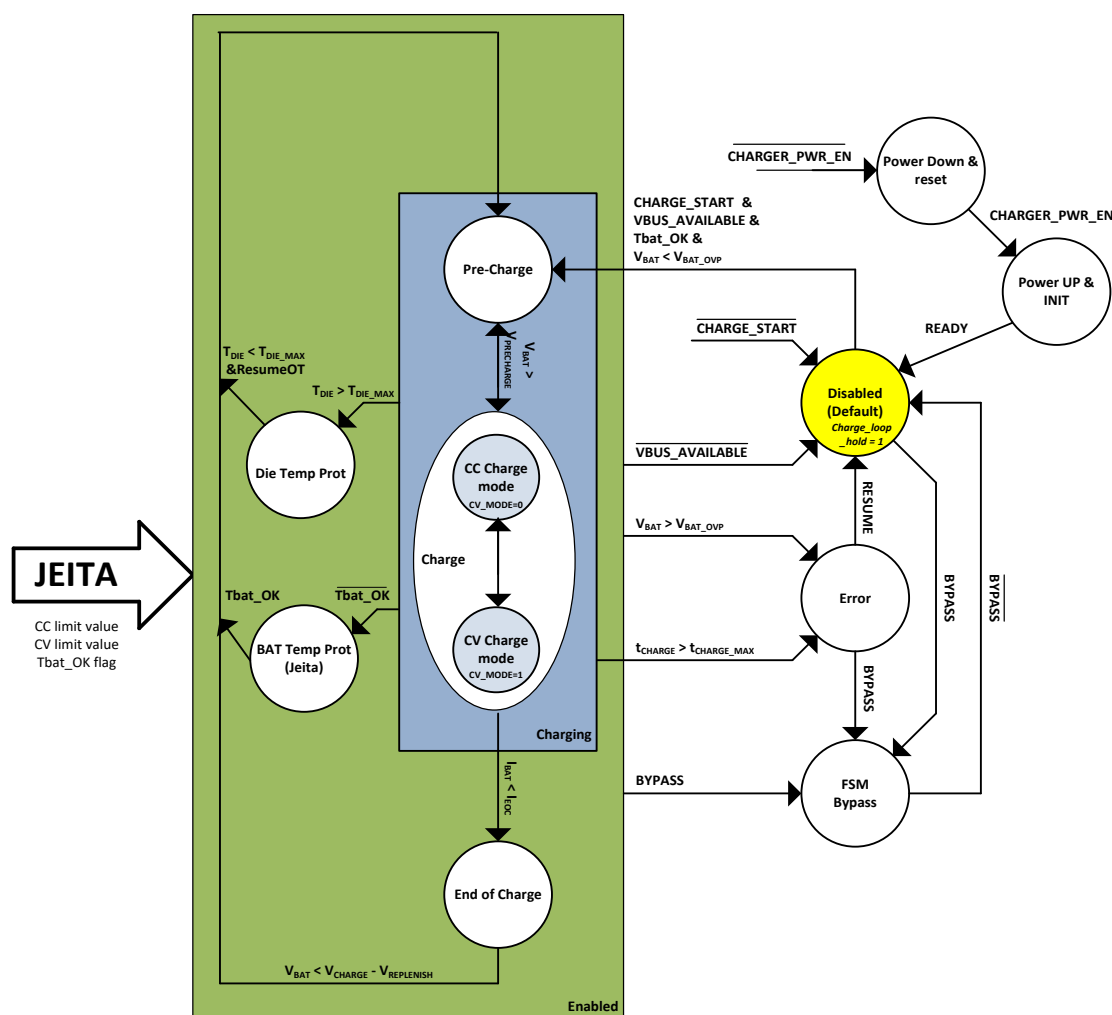 CHARGER_PWR_EN
Power Down &
reset
CHARGER_PWR_EN
Power UP &
INIT
READY
CHARGE_START &
VBUS_AVAILABLE &
Tbat_OK &
VBAT < VBAT_OVP
Pre-Charge
CHARGE_START
VBAT >
VPRECHARGE
TDIE < TDIE_MAX
&ResumeOT
TDIE > TDIE_MAX
Disabled
(Default)
Charge_loop
_hold = 1
Die Temp Prot
CC Charge
mode
CV_MODE=0
VBUS_AVAILABLE
RESUME
VBAT > VBAT_OVP
Charge
JEITA
CC limit value
CV limit value
Tbat_OK flag
Tbat_OK
Tbat_OK
BAT Temp Prot
(Jeita)
CV Charge
mode
CV_MODE=1
Error
BYPASS
BYPASS
tCHARGE > tCHARGE_MAX
BYPASS
Charging
IBAT < IEOC
BYPASS
FSM
Bypass
End of Charge
VBAT < VCHARGE - VREPLENISH
Enabled